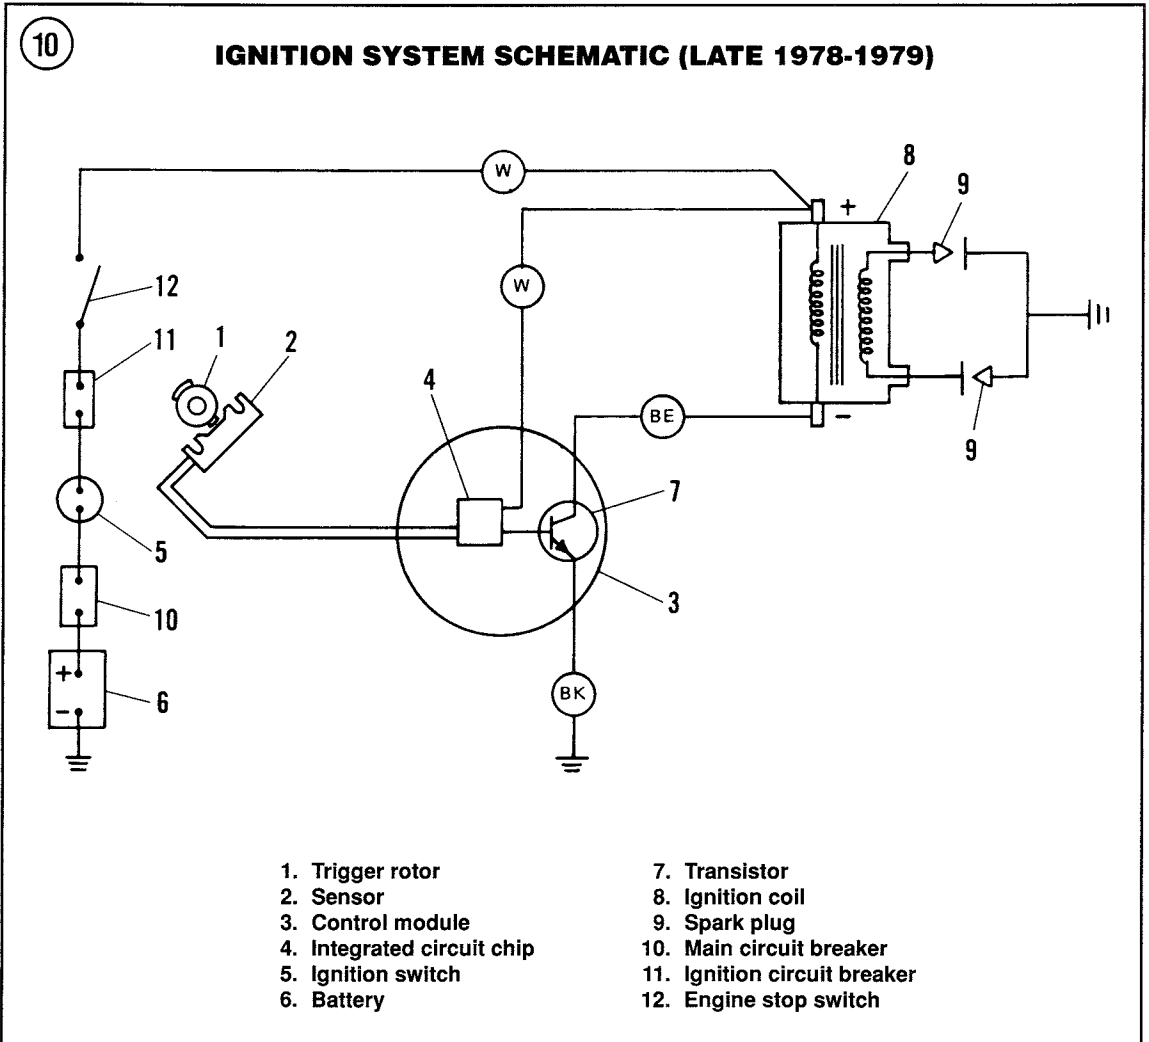 10
IGNITION SYSTEM SCHEMATIC (LATE 1978-1979)
W
8
9
+
W
12
11
1
2
4
BE
-
9
7
5
3
10
+
-
6
BK
1. Trigger rotor
2. Sensor
3. Control module
4. Integrated circuit chip
5. Ignition switch
6. Battery
7. Transistor
8. Ignition coil
9. Spark plug
10. Main circuit breaker
11. Ignition circuit breaker
12. Engine stop switch